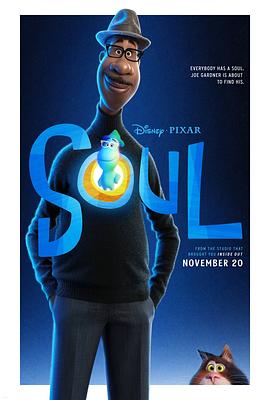 EVERYBODY HAS A SOUL.
JOE GARDNER IS ABOUT
TO FIND HIS.
Disney · PIXAR
SOUL
FROM THE STUDIO THAT
BROUGHT YOU INSIDE OUT
NOVEMBER 20